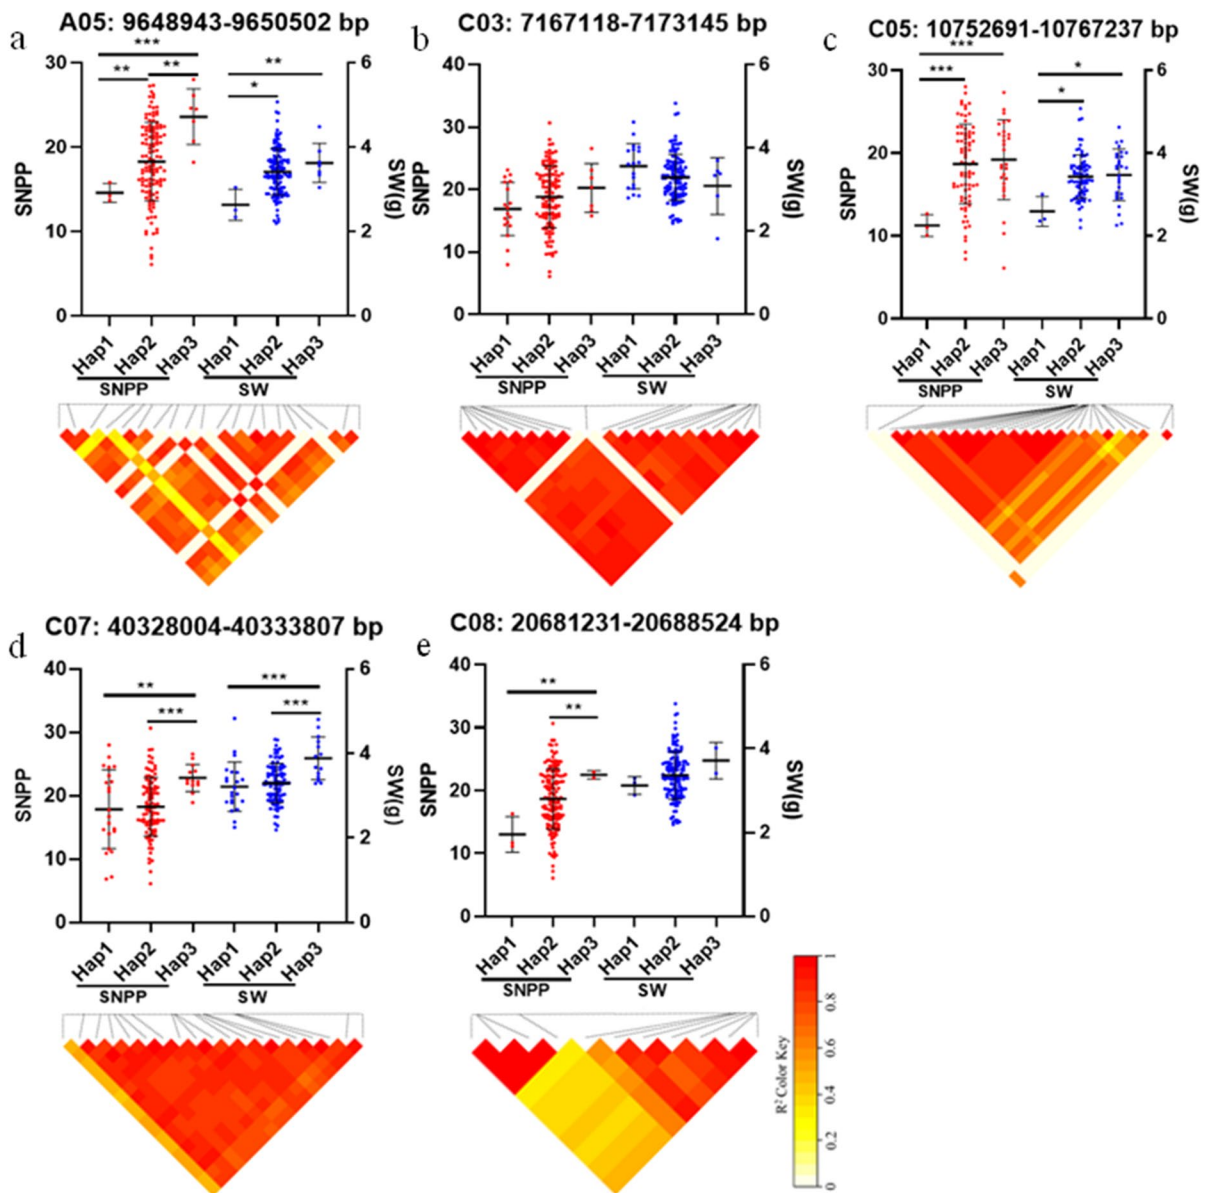 a
A05: 9648943-9650502 bp
***
**
**
**
*
30
20
10
0
SNPP
6
4
2
0
SW(g)
Hap1
Hap2
Hap3
Hap1
Hap2
Hap3
SNPP
SW
b
C03: 7167118-7173145 bp
40
30
20
10
0
SNPP
6
4
2
0
SW(g)
Hap1
Hap2
Hap3
Hap1
Hap2
Hap3
SNPP
SW
c
C05: 10752691-10767237 bp
***
***
*
*
30
20
10
0
SNPP
6
4
2
0
SW(g)
Hap1
Hap2
Hap3
Hap1
Hap2
Hap3
SNPP
SW
d
C07: 40328004-40333807 bp
**
***
***
***
40
30
20
10
0
SNPP
6
4
2
0
SW(g)
Hap1
Hap2
Hap3
Hap1
Hap2
Hap3
SNPP
SW
e
C08: 20681231-20688524 bp
**
**
40
30
20
10
0
SNPP
6
4
2
0
SW(g)
Hap1
Hap2
Hap3
Hap1
Hap2
Hap3
SNPP
SW
R² Color Key
1
0.8
0.6
0.4
0.2
0